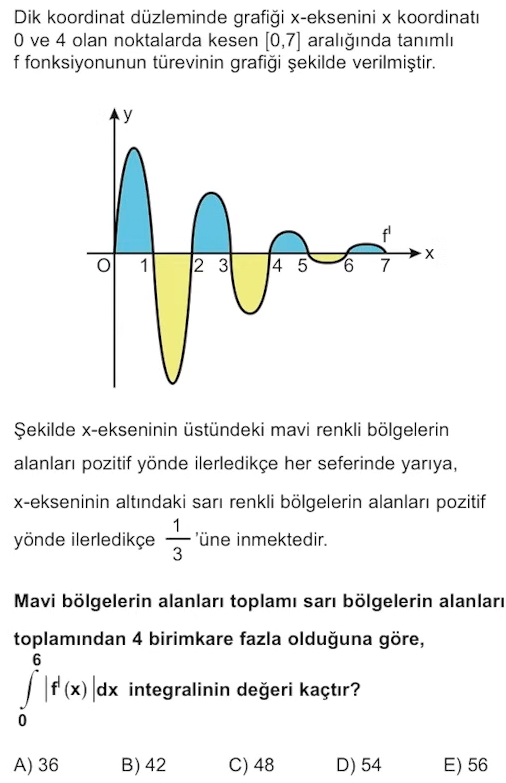 Dik koordinat düzleminde grafiği x-eksenini x koordinatı
0 ve 4 olan noktalarda kesen [0,7] aralığında tanımlı
f fonksiyonunun türevinin grafiği şekilde verilmiştir.
y
f'
x
O 1 2 3 4 5 6 7
Şekilde x-ekseninin üstündeki mavi renkli bölgelerin
alanları pozitif yönde ilerledikçe her seferinde yarıya,
x-ekseninin altındaki sarı renkli bölgelerin alanları pozitif
yönde ilerledikçe 1/3 'üne inmektedir.
Mavi bölgelerin alanları toplamı sarı bölgelerin alanları
toplamından 4 birimkare fazla olduğuna göre,
∫₀⁶ |f'(x)|dx integralinin değeri kaçtır?
A) 36 B) 42 C) 48 D) 54 E) 56